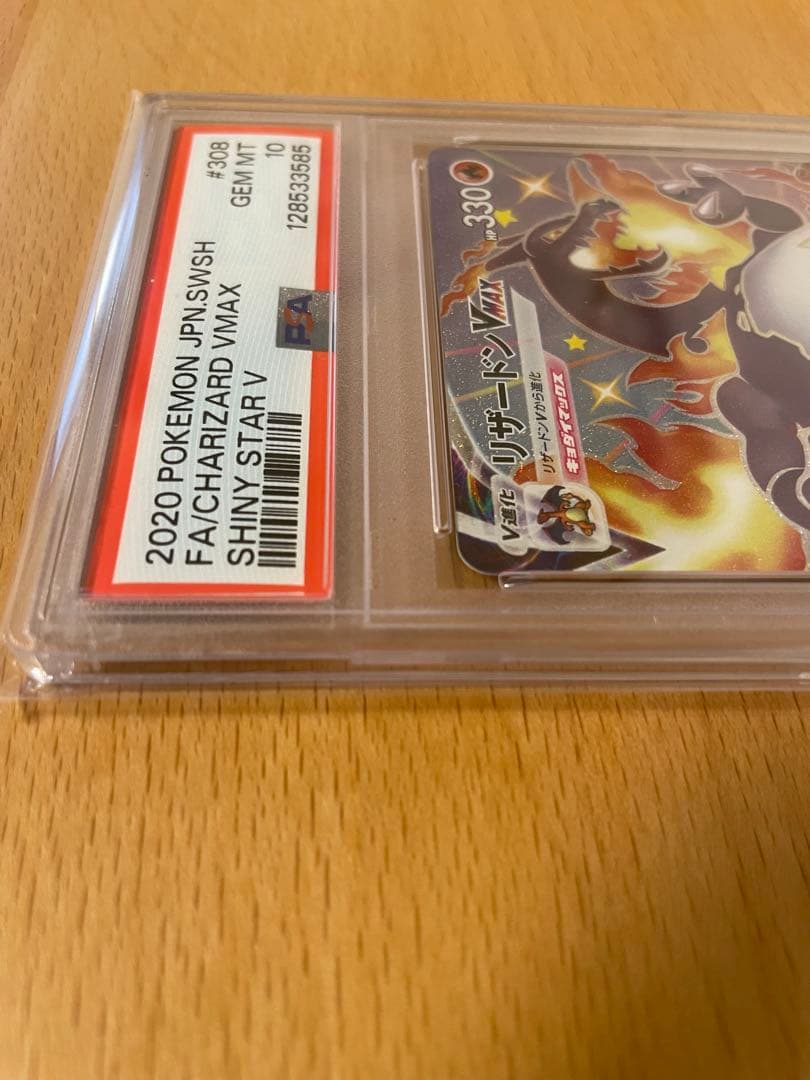 2020 POKEMON JPN.SWSH #308
FA/CHARIZARD VMAX GEM MT
SHINY STAR V 10
128533585
PSA
V進化
リザードンVMAX
HP 330
リザードンVから進化
キョダイマックス